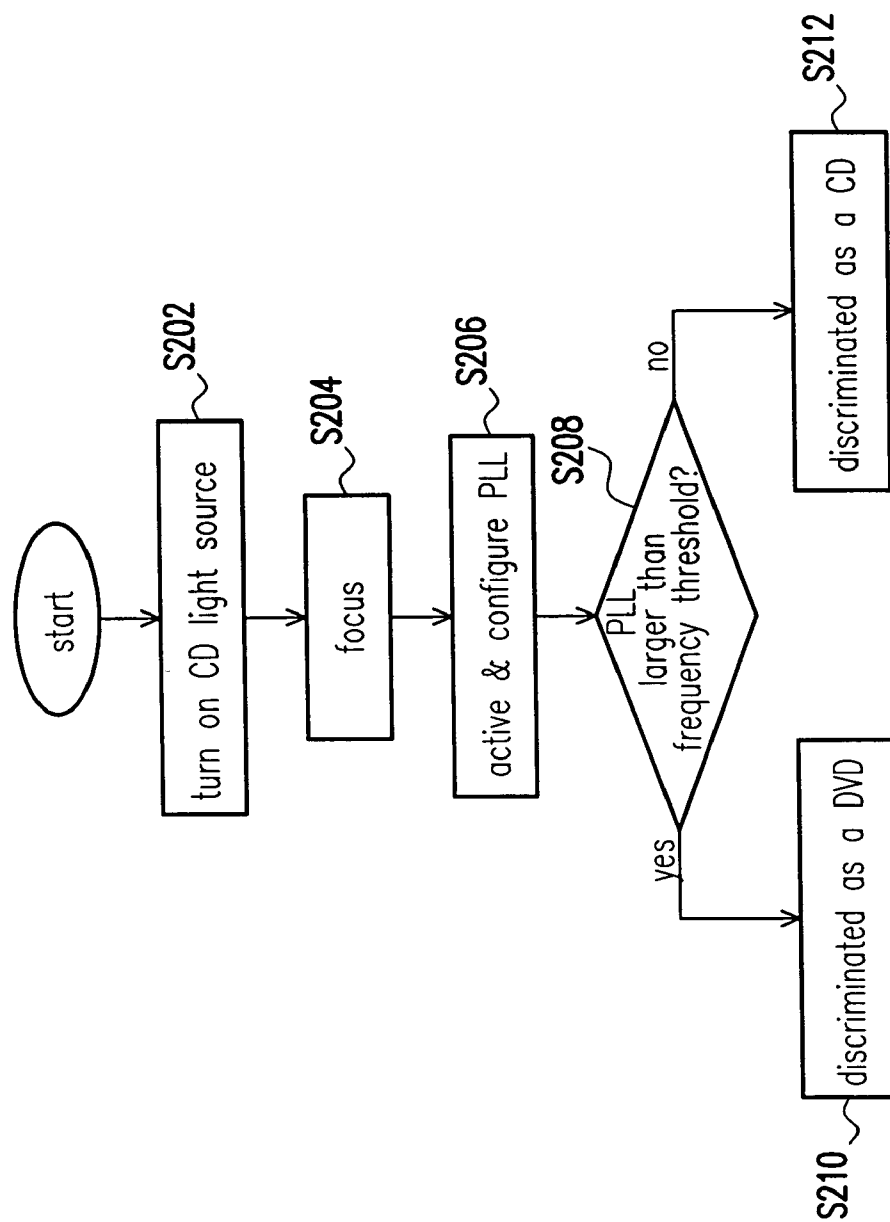 start
turn on CD light source
S202
focus
S204
active & configure PLL
S206
PLL
larger than
frequency threshold?
S208
yes
no
discriminated as a DVD
S210
discriminated as a CD
S212